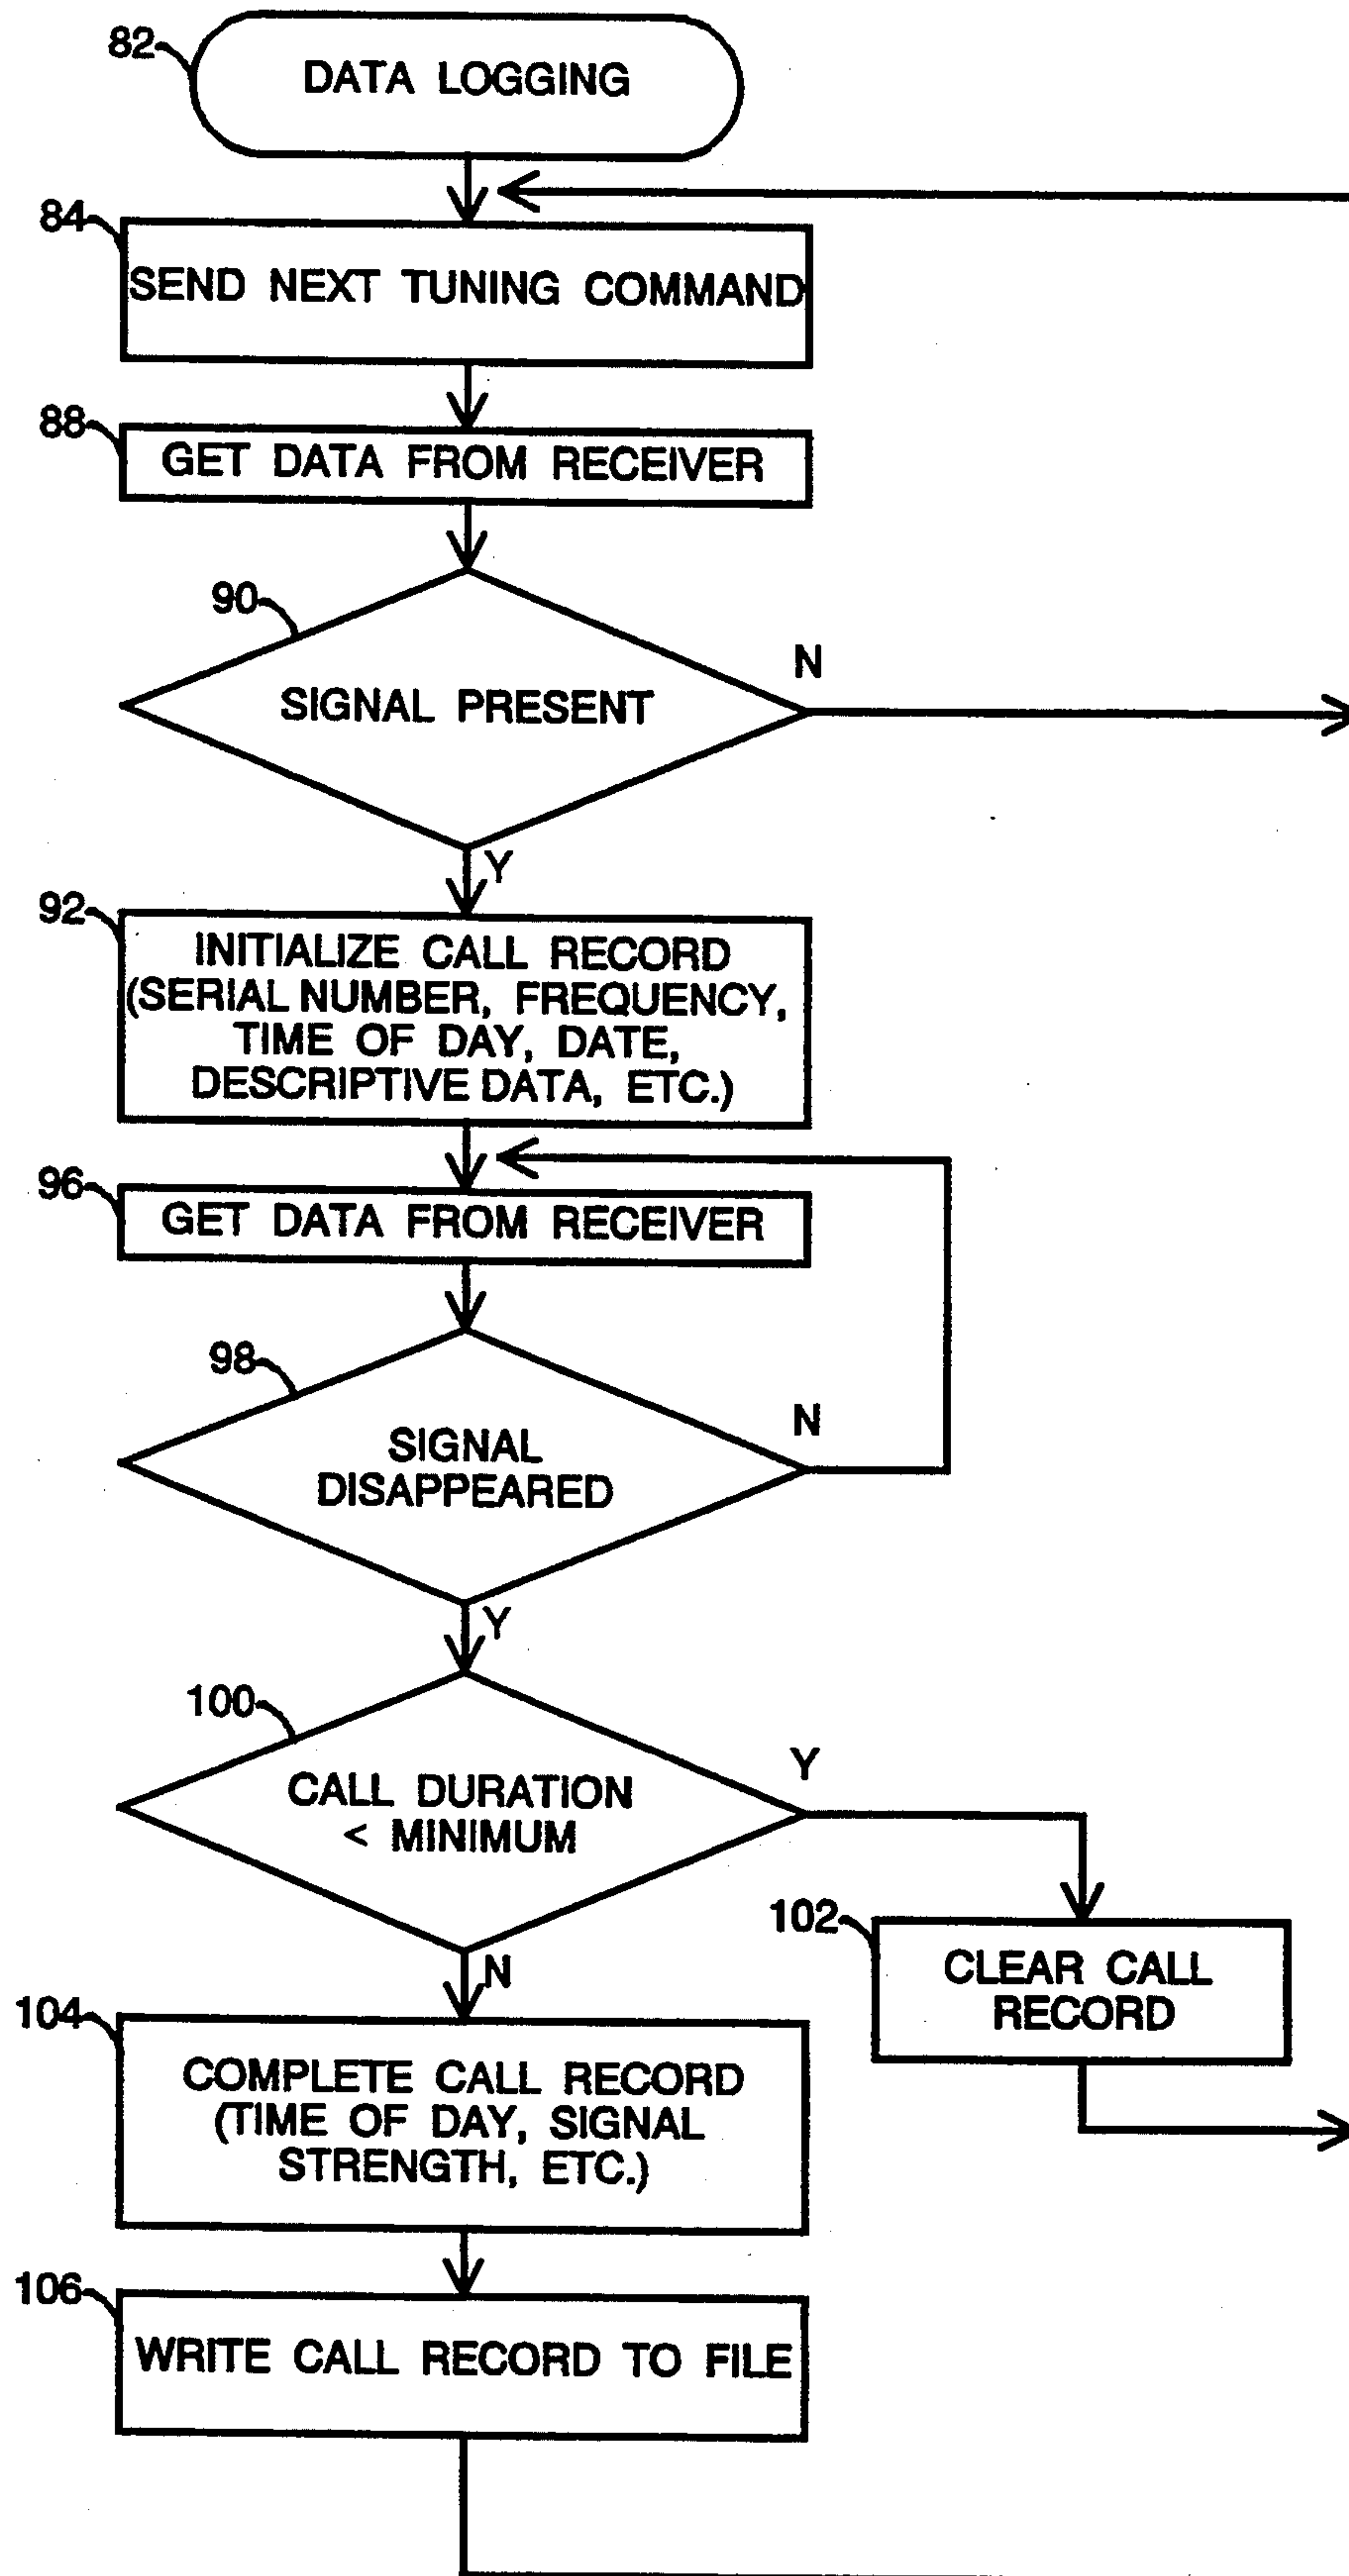 82
DATA LOGGING
84
SEND NEXT TUNING COMMAND
88
GET DATA FROM RECEIVER
90
N
SIGNAL PRESENT
Y
92
INITIALIZE CALL RECORD
(SERIAL NUMBER, FREQUENCY,
TIME OF DAY, DATE,
DESCRIPTIVE DATA, ETC.)
96
GET DATA FROM RECEIVER
98
N
SIGNAL
DISAPPEARED
Y
100
Y
CALL DURATION
< MINIMUM
N
102
CLEAR CALL
RECORD
104
COMPLETE CALL RECORD
(TIME OF DAY, SIGNAL
STRENGTH, ETC.)
106
WRITE CALL RECORD TO FILE